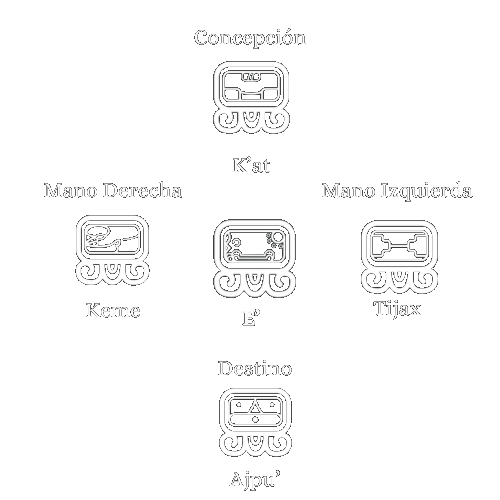 Concepción
K'at
Mano Derecha
Mano Izquierda
Keme
E'
Tijax
Destino
Ajpu'